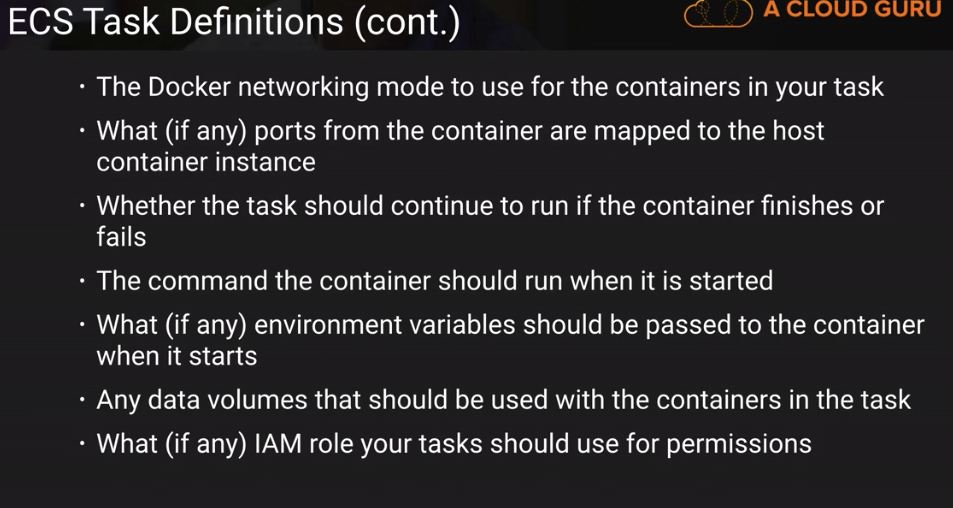 ECS Task Definitions (cont.)
A CLOUD GURU
· The Docker networking mode to use for the containers in your task
· What (if any) ports from the container are mapped to the host
container instance
· Whether the task should continue to run if the container finishes or
fails
· The command the container should run when it is started
· What (if any) environment variables should be passed to the container
when it starts
· Any data volumes that should be used with the containers in the task
· What (if any) IAM role your tasks should use for permissions